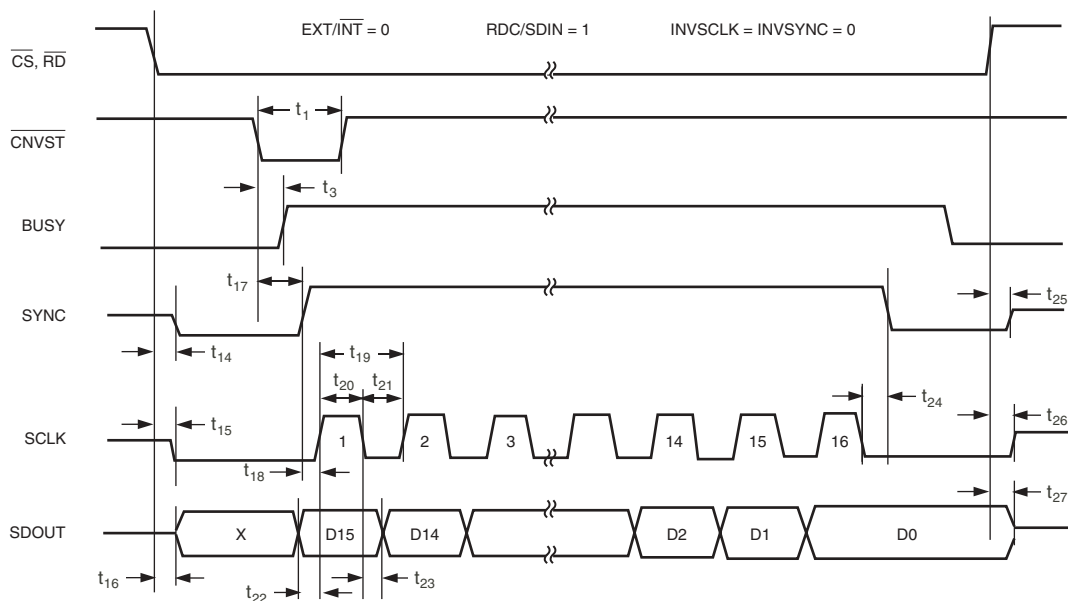 EXT/INT = 0 RDC/SDIN = 1 INVSCLK = INVSYNC = 0
CS, RD
t1
CNVST
t3
BUSY
t17
t25
SYNC
t14
t19
t20 t21
t24
t15
t26
SCLK
1 2 3 14 15 16
t18
t27
SDOUT
X D15 D14 D2 D1 D0
t16
t22
t23